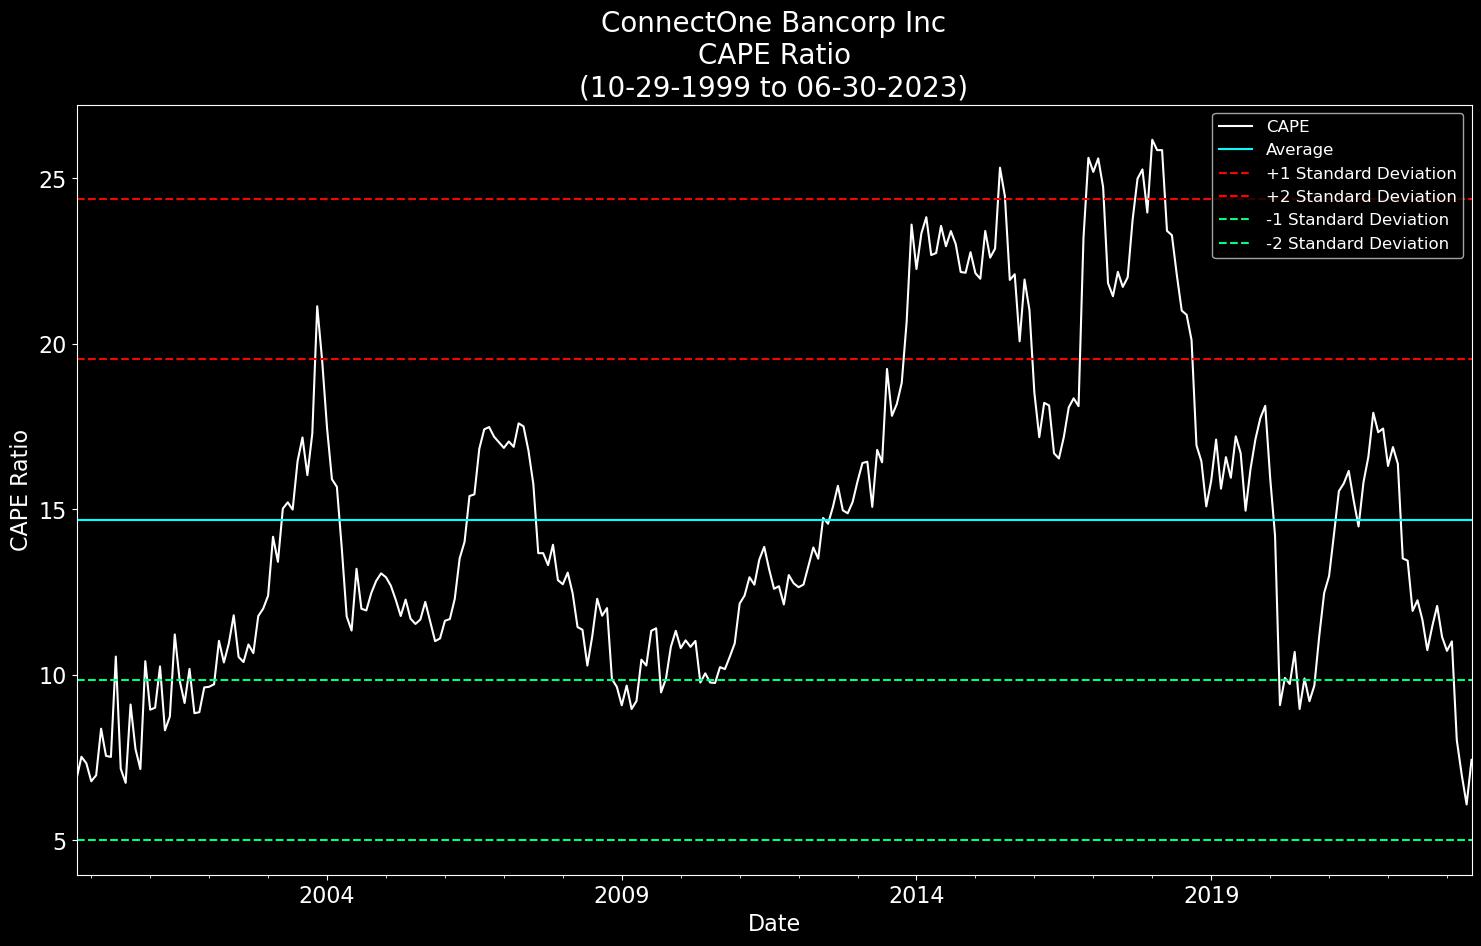 ConnectOne Bancorp Inc
CAPE Ratio
(10-29-1999 to 06-30-2023)
CAPE
Average
+1 Standard Deviation
+2 Standard Deviation
-1 Standard Deviation
-2 Standard Deviation
CAPE Ratio
25
20
15
10
5
2004
2009
2014
2019
Date